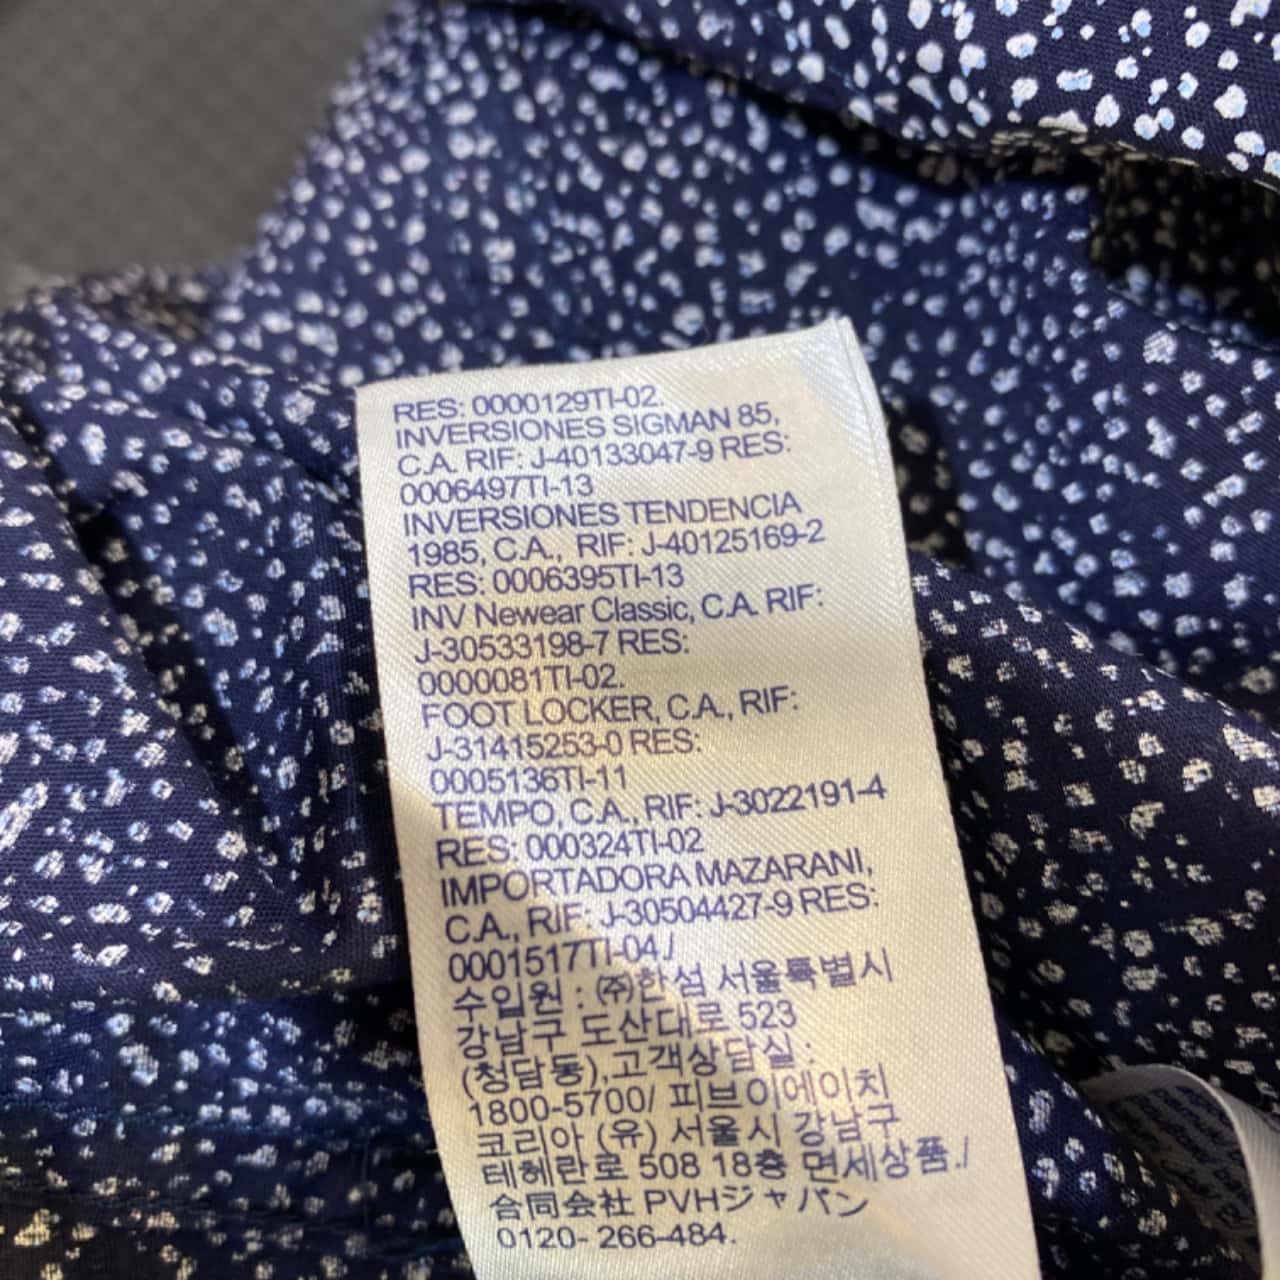 RES: 0000129TI-02.
INVERSIONES SIGMAN 85,
C.A. RIF: J-40133047-9 RES:
0006497TI-13
INVERSIONES TENDENCIA
1985, C.A., RIF: J-40125169-2
RES: 0006395TI-13
INV Newear Classic, C.A. RIF:
J-30533198-7 RES:
0000081TI-02.
FOOT LOCKER, C.A., RIF:
J-31415253-0 RES:
0005136TI-11
TEMPO, C.A., RIF: J-3022191-4
RES: 000324TI-02
IMPORTADORA MAZARANI,
C.A., RIF: J-30504427-9 RES:
0001517TI-04./
수입원 : ㈜한섬 서울특별시
강남구 도산대로 523
(청담동),고객상담실 :
1800-5700/ 피브이에이치
코리아 (유) 서울시 강남구
테헤란로 508 18층 면세상품./
合同会社 PVHジャパン
0120- 266-484.